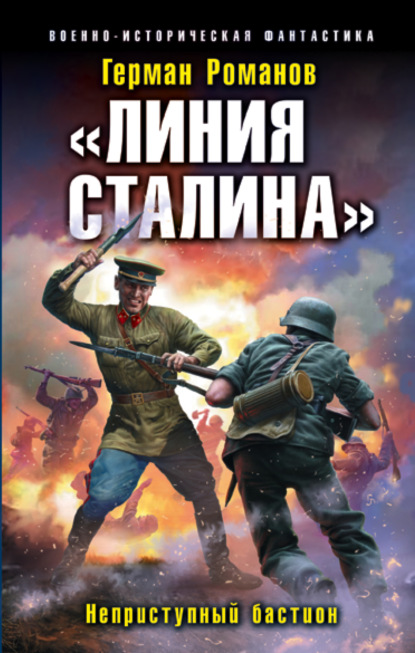 ВОЕННО-ИСТОРИЧЕСКАЯ ФАНТАСТИКА
Герман Романов
«ЛИНИЯ
СТАЛИНА»
Неприступный бастион